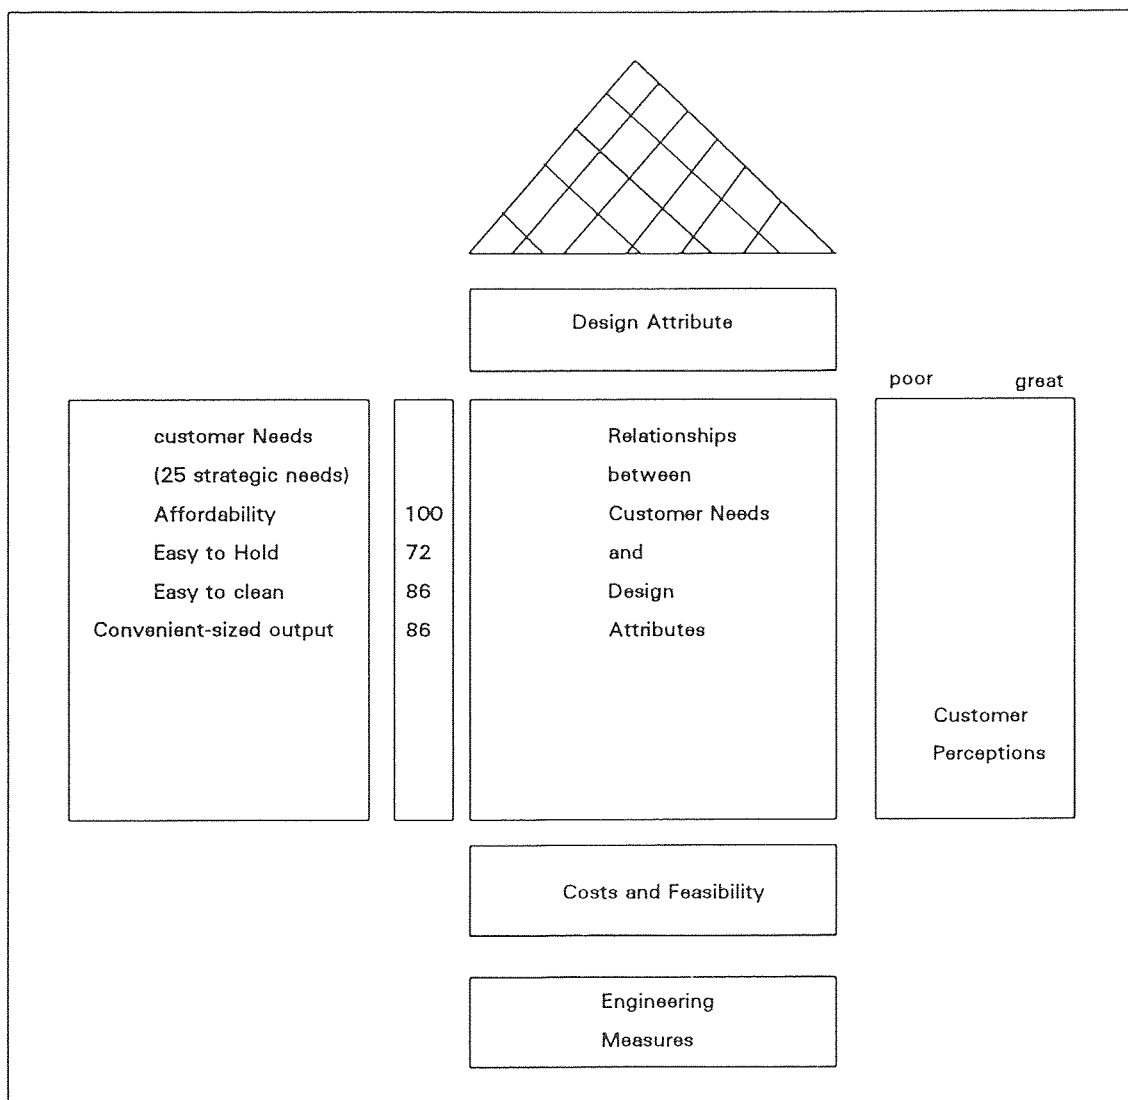 Design Attribute
poor great
customer Needs
(25 strategic needs)
Affordability 100
Easy to Hold 72
Easy to clean 86
Convenient-sized output 86
Relationships
between
Customer Needs
and
Design
Attributes
Customer
Perceptions
Costs and Feasibility
Engineering
Measures